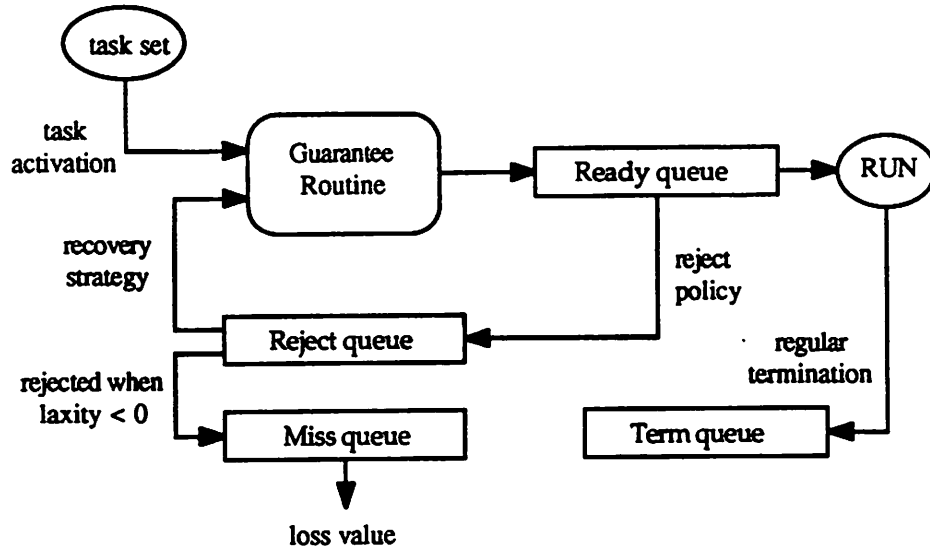 task set
task
activation
Guarantee
Routine
Ready queue
RUN
recovery
strategy
reject
policy
Reject queue
regular
termination
rejected when
laxity < 0
Miss queue
Term queue
loss value